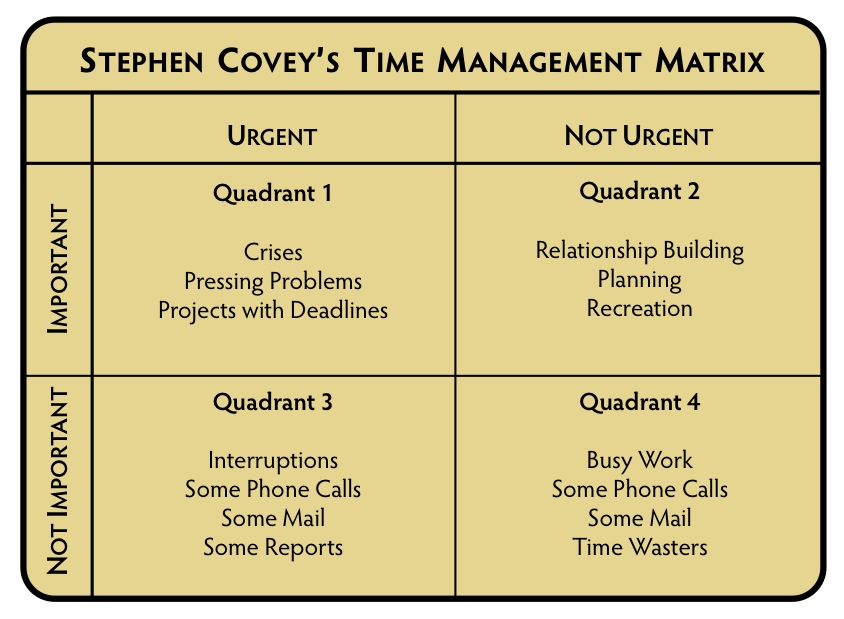 Stephen Covey's Time Management Matrix
Urgent
Not Urgent
Important
Quadrant 1
Crises
Pressing Problems
Projects with Deadlines
Quadrant 2
Relationship Building
Planning
Recreation
Not Important
Quadrant 3
Interruptions
Some Phone Calls
Some Mail
Some Reports
Quadrant 4
Busy Work
Some Phone Calls
Some Mail
Time Wasters